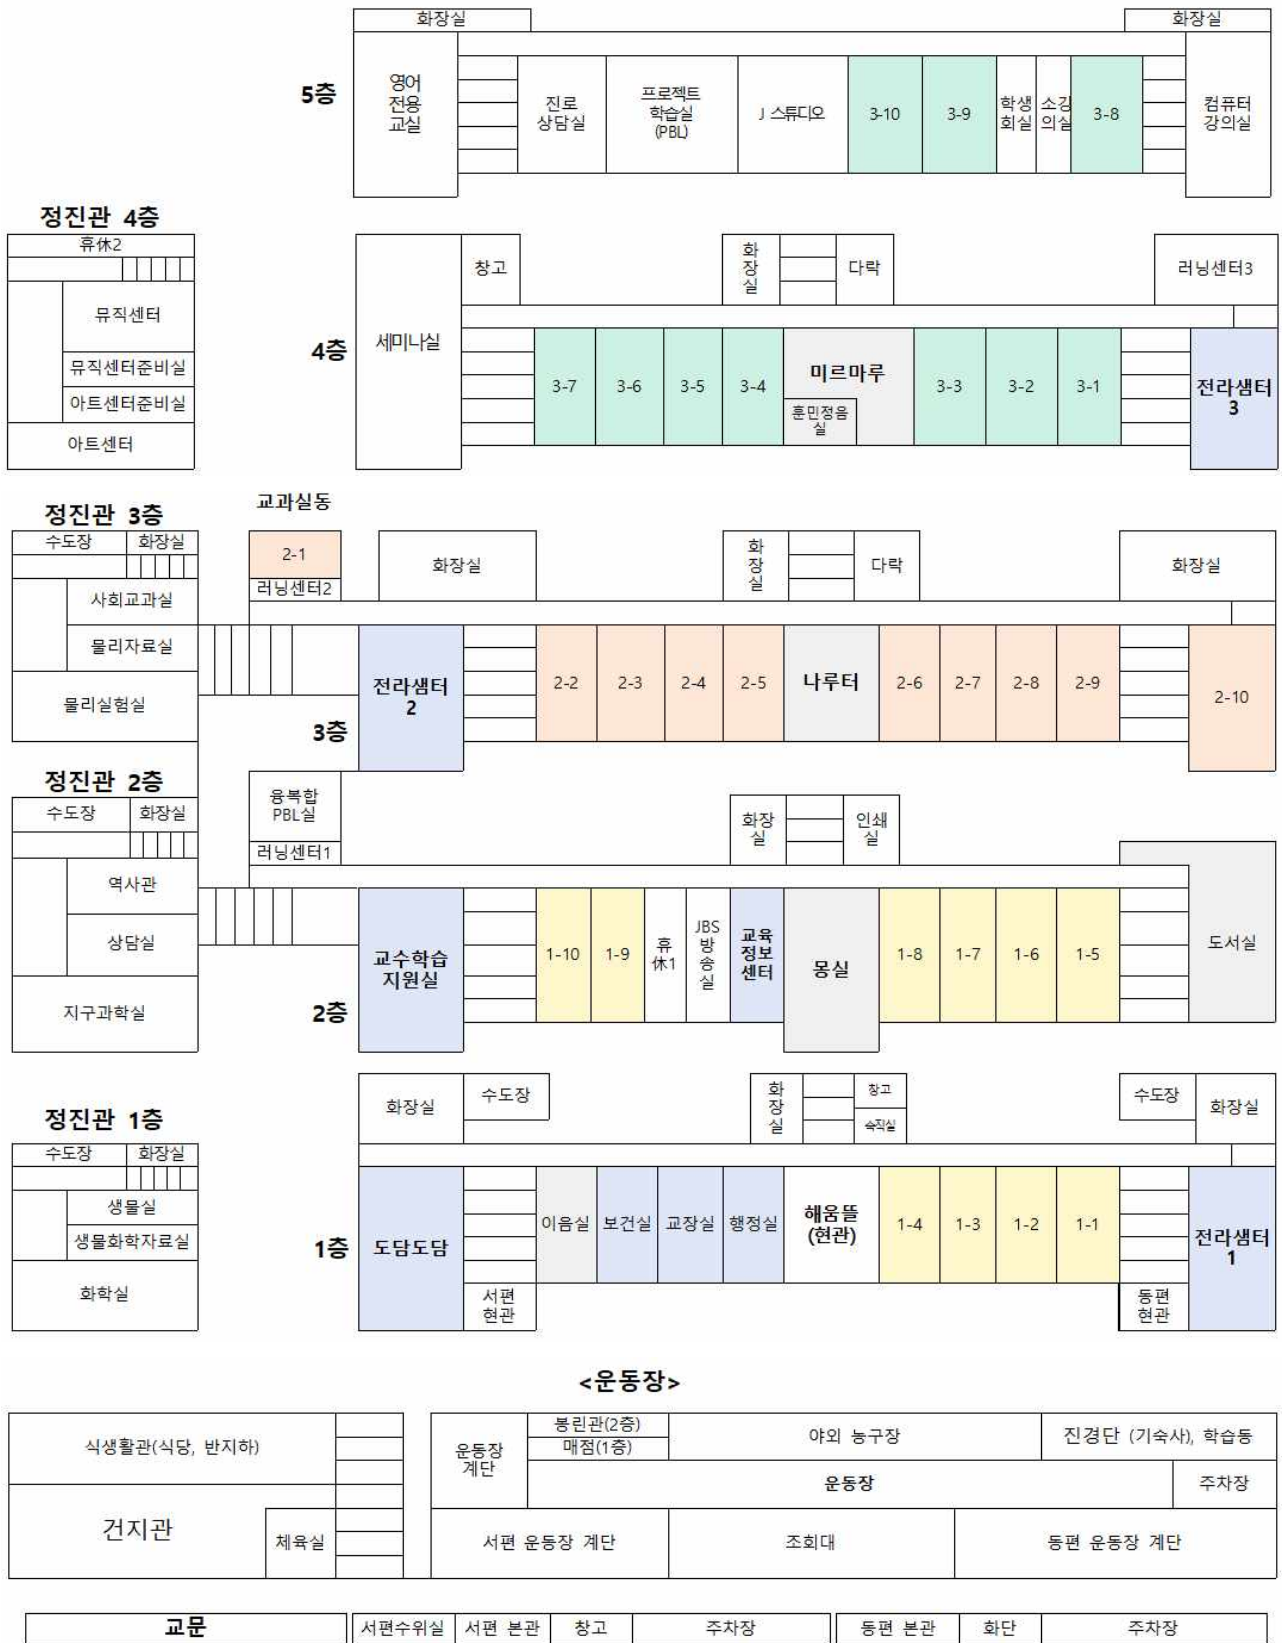 화장실
화장실
5층
영어
전용
교실
진로
상담실
프로젝트
학습실
(PBL)
J 스튜디오
3-10
3-9
학생
회실
소강
의실
3-8
컴퓨터
강의실
정진관 4층
휴休2
뮤직센터
뮤직센터준비실
아트센터준비실
아트센터
4층
세미나실
창고
화
장
실
다락
러닝센터3
3-7
3-6
3-5
3-4
미르마루
훈민정음
실
3-3
3-2
3-1
전라샘터
3
정진관 3층
수도장
화장실
사회교과실
물리자료실
물리실험실
교과실동
2-1
러닝센터2
화장실
화
장
실
다락
화장실
3층
전라샘터
2
2-2
2-3
2-4
2-5
나루터
2-6
2-7
2-8
2-9
2-10
정진관 2층
수도장
화장실
역사관
상담실
지구과학실
융복합
PBL실
러닝센터1
화장
실
인쇄
실
2층
교수학습
지원실
1-10
1-9
휴
休1
JBS
방
송
실
교육
정보
센터
몽실
1-8
1-7
1-6
1-5
도서실
정진관 1층
수도장
화장실
생물실
생물화학자료실
화학실
화장실
수도장
화
장
실
창고
숙직실
수도장
화장실
1층
도담도담
이음실
보건실
교장실
행정실
해움뜰
(현관)
1-4
1-3
1-2
1-1
전라샘터
1
서편
현관
동편
현관
<운동장>
식생활관(식당, 반지하)
건지관
체육실
운동장
계단
봉린관(2층)
매점(1층)
야외 농구장
진경단 (기숙사), 학습동
운동장
주차장
서편 운동장 계단
조회대
동편 운동장 계단
교문
서편수위실
서편 본관
창고
주차장
동편 본관
화단
주차장